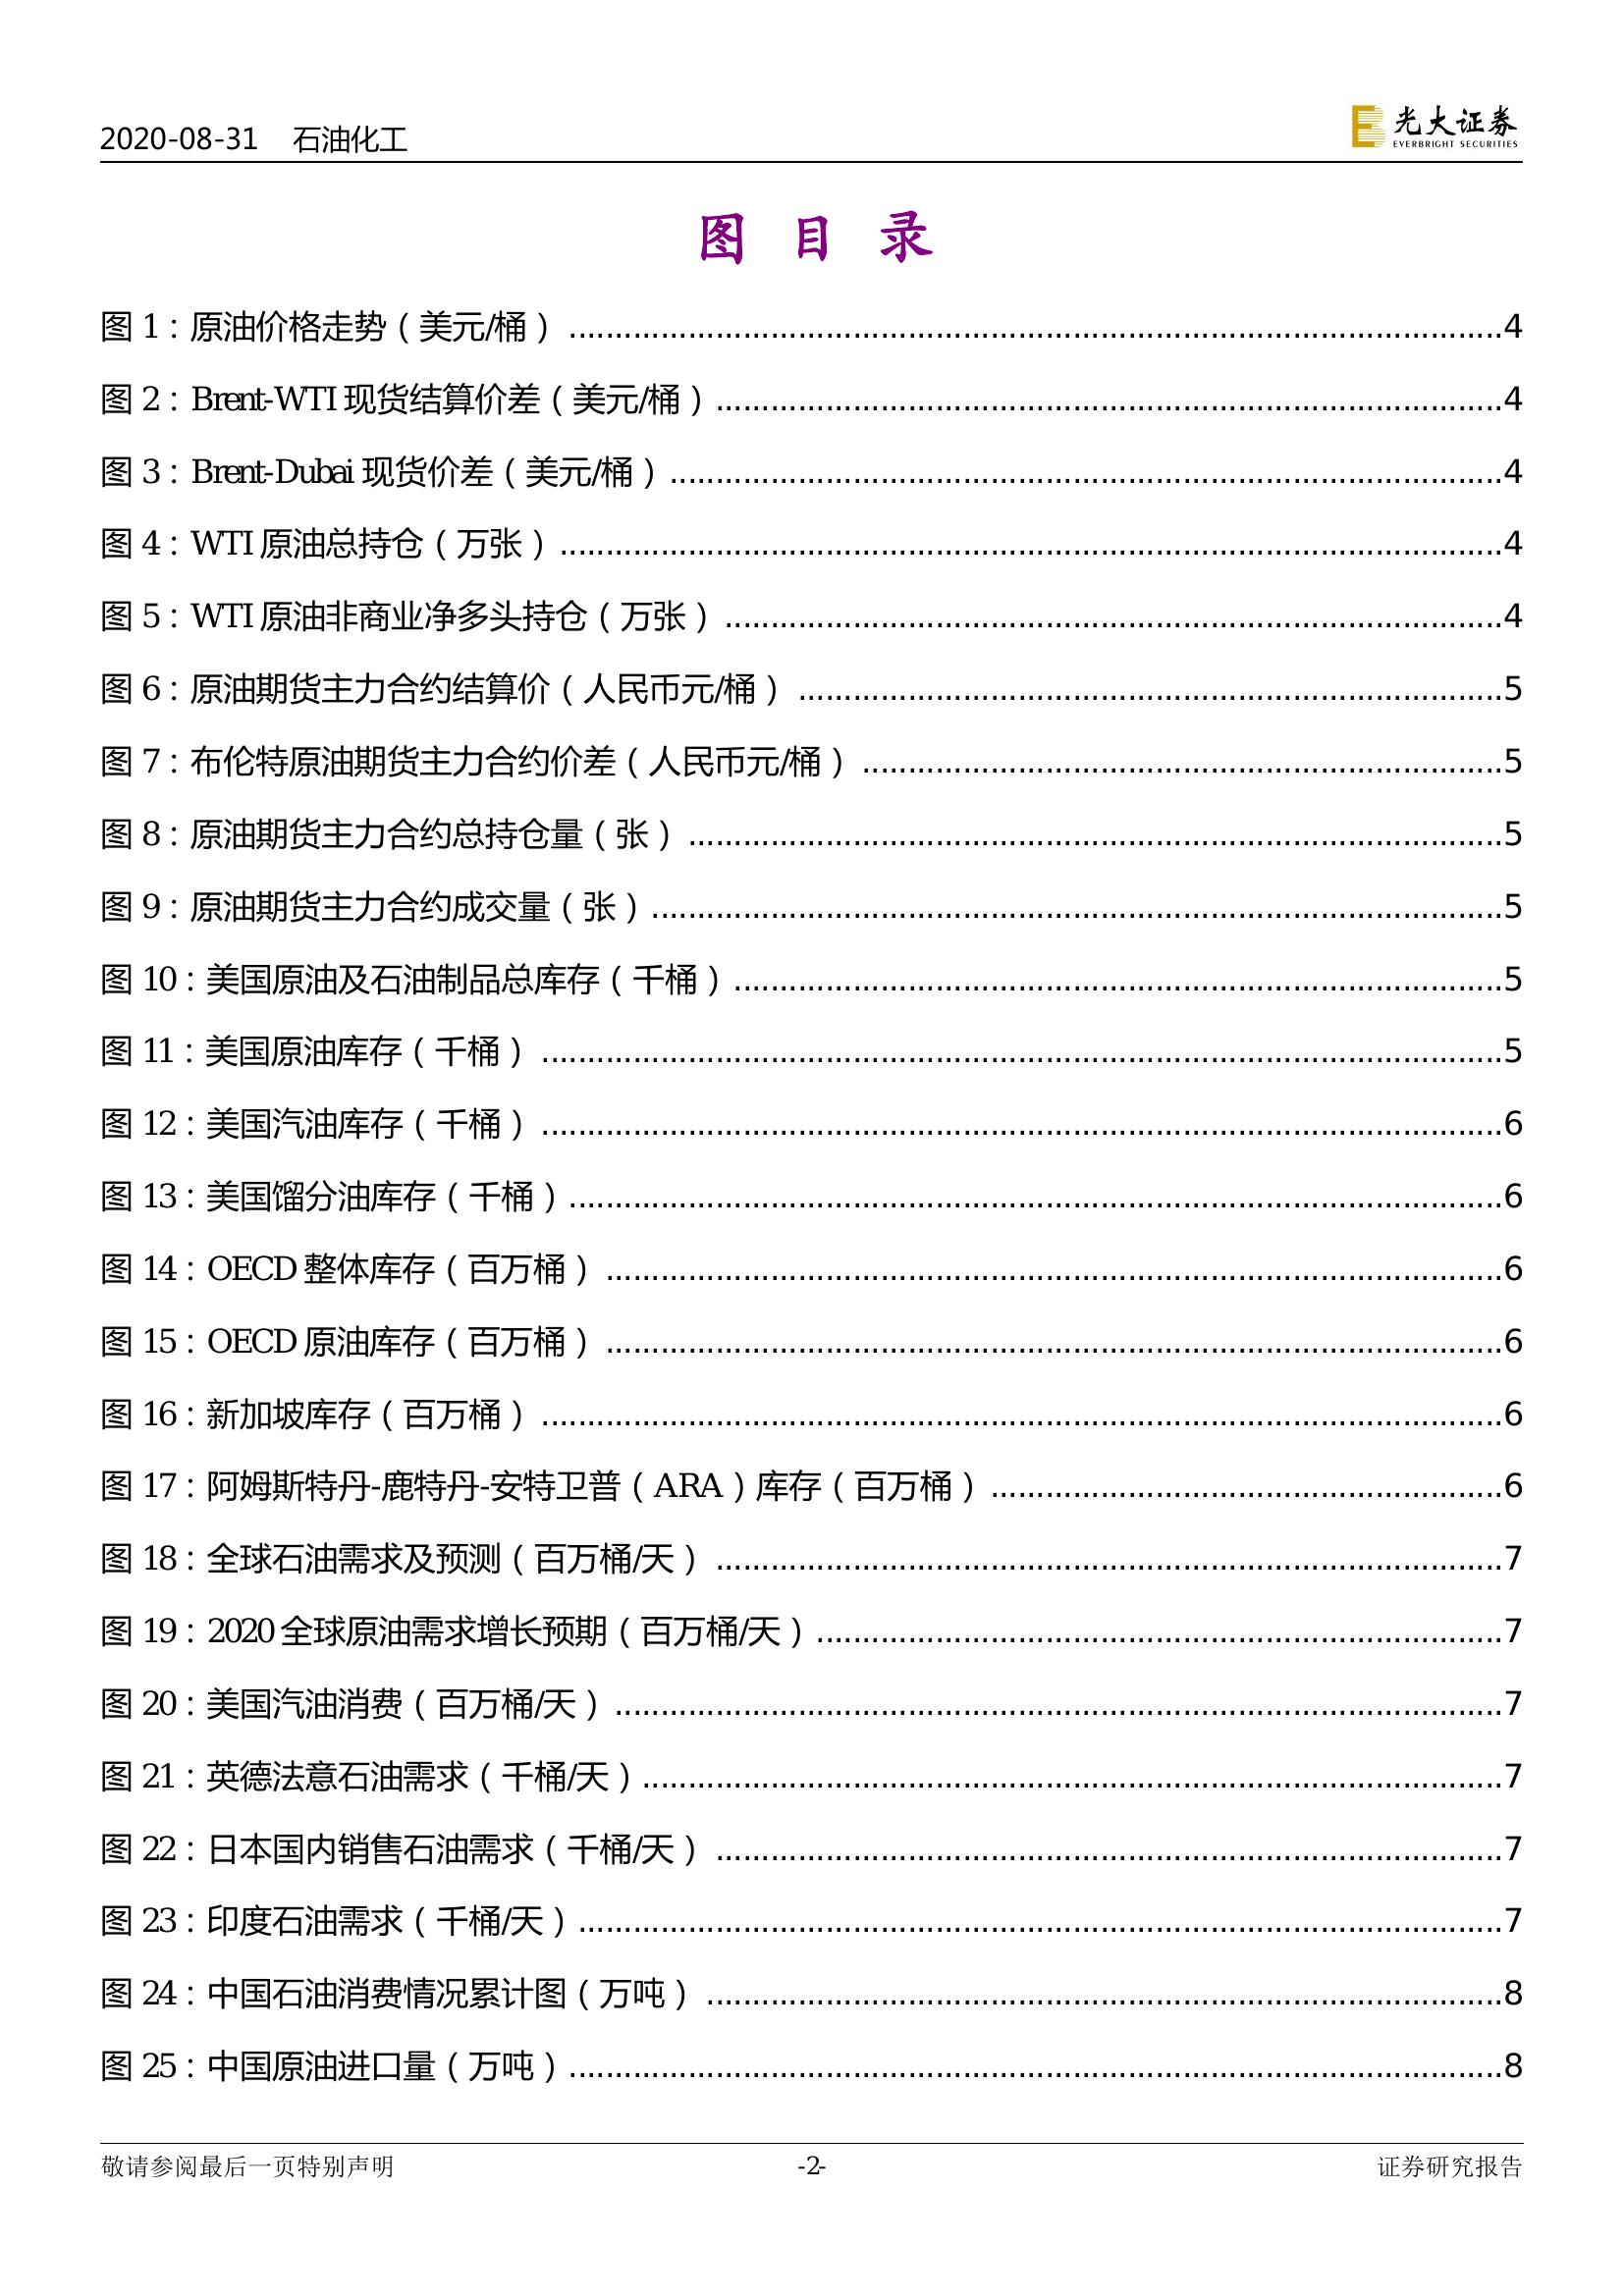 2020-08-31 石油化工
光大证券
EVERBRIGHT SECURITIES
图 目 录
图 1：原油价格走势（美元/桶）........................................4
图 2：Brent-WTI 现货结算价差（美元/桶）........................................4
图 3：Brent-Dubai 现货价差（美元/桶）........................................4
图 4：WTI 原油总持仓（万张）........................................4
图 5：WTI 原油非商业净多头持仓（万张）........................................4
图 6：原油期货主力合约结算价（人民币元/桶）........................................5
图 7：布伦特原油期货主力合约价差（人民币元/桶）........................................5
图 8：原油期货主力合约总持仓量（张）........................................5
图 9：原油期货主力合约成交量（张）........................................5
图 10：美国原油及石油制品总库存（千桶）........................................5
图 11：美国原油库存（千桶）........................................5
图 12：美国汽油库存（千桶）........................................6
图 13：美国馏分油库存（千桶）........................................6
图 14：OECD 整体库存（百万桶）........................................6
图 15：OECD 原油库存（百万桶）........................................6
图 16：新加坡库存（百万桶）........................................6
图 17：阿姆斯特丹-鹿特丹-安特卫普（ARA）库存（百万桶）........................................6
图 18：全球石油需求及预测（百万桶/天）........................................7
图 19：2020 全球原油需求增长预期（百万桶/天）........................................7
图 20：美国汽油消费（百万桶/天）........................................7
图 21：英德法意石油需求（千桶/天）........................................7
图 22：日本国内销售石油需求（千桶/天）........................................7
图 23：印度石油需求（千桶/天）........................................7
图 24：中国石油消费情况累计图（万吨）........................................8
图 25：中国原油进口量（万吨）........................................8
敬请参阅最后一页特别声明 -2- 证券研究报告